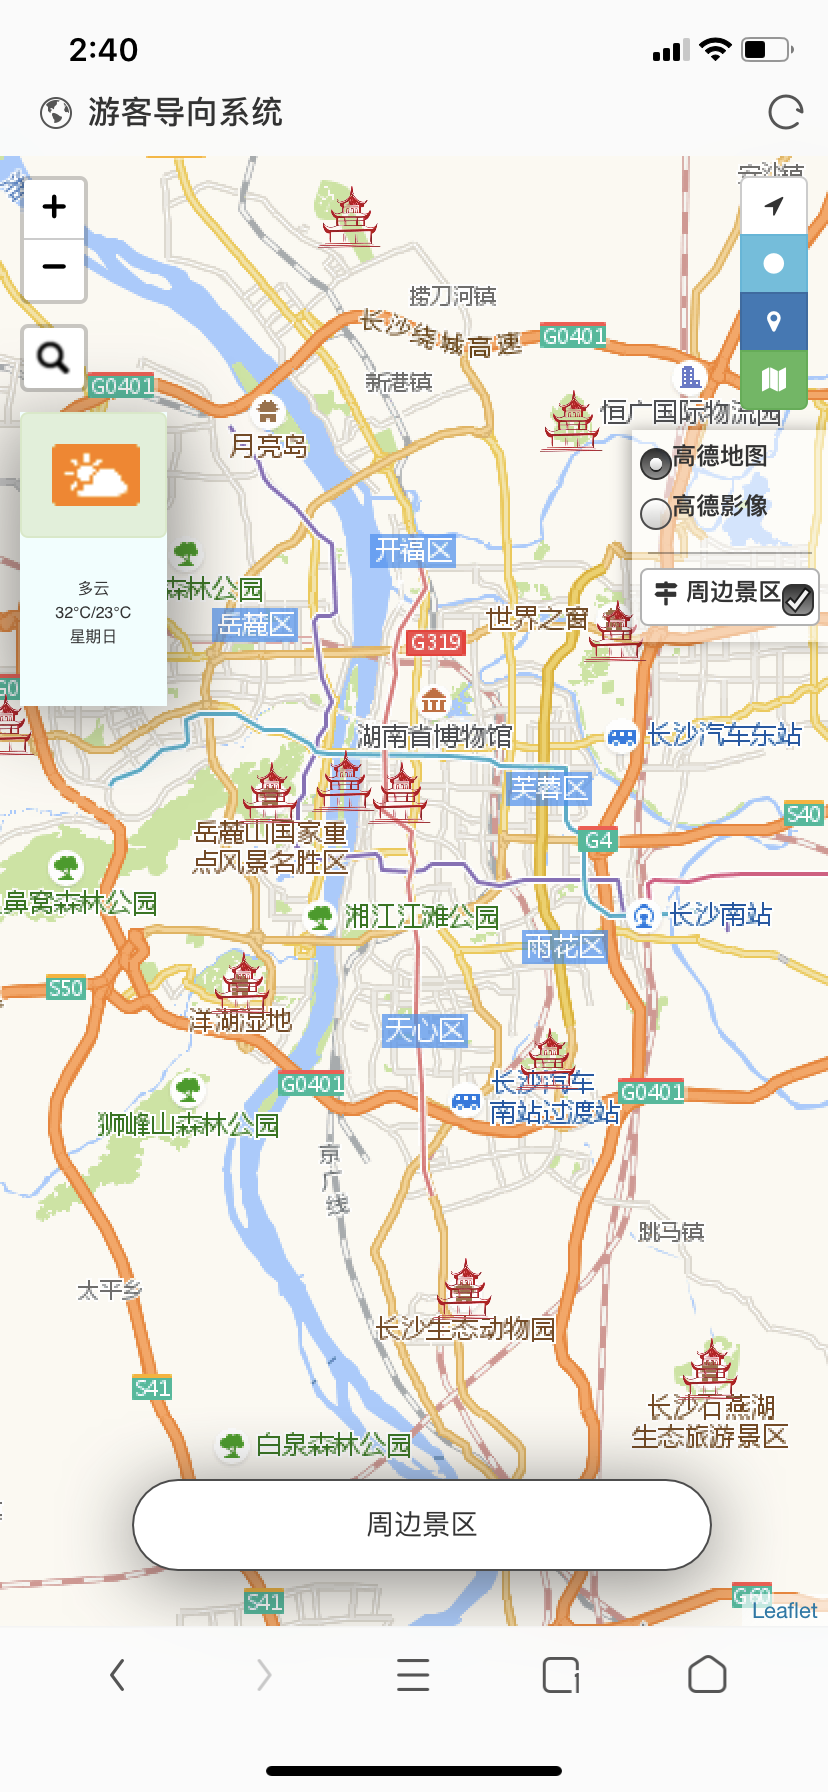 2:40
游客导向系统
安沙镇
捞刀河镇
长沙绕城高速
G0401
新港镇
G0401
恒广国际物流园
月亮岛
高德地图
高德影像
开福区
森林公园
周边景区
多云
32°C/23°C
星期日
岳麓区
世界之窗
G319
湖南省博物馆
长沙汽车东站
芙蓉区
S40
岳麓山国家重
点风景名胜区
G4
鼻窝森林公园
湘江江滩公园
长沙南站
雨花区
S50
洋湖湿地
天心区
G0401
长沙汽车
南站过渡站
G0401
狮峰山森林公园
京广线
跳马镇
太平乡
长沙生态动物园
S41
长沙石燕湖
生态旅游景区
白泉森林公园
周边景区
S41
G60
Leaflet